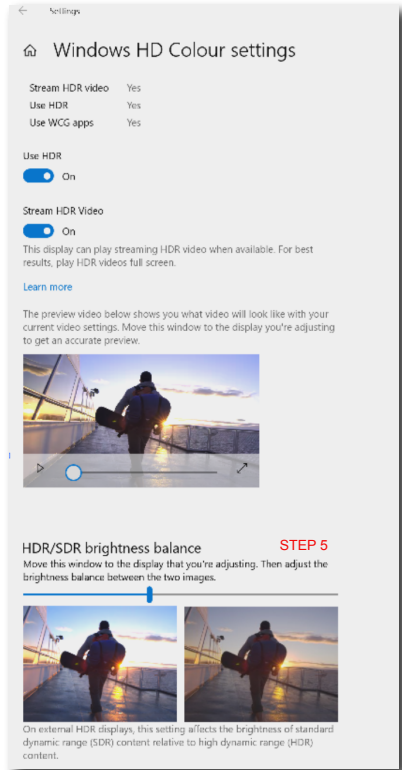 Settings
Windows HD Colour settings
Stream HDR video Yes
Use HDR Yes
Use WCG apps Yes
Use HDR
On
Stream HDR Video
On
This display can play streaming HDR video when available. For best
results, play HDR videos full screen.
Learn more
The preview video below shows you what video will look like with your
current video settings. Move this window to the display you're adjusting
to get an accurate preview.
HDR/SDR brightness balance STEP 5
Move this window to the display that you're adjusting. Then adjust the
brightness balance between the two images.
On external HDR displays, this setting affects the brightness of standard
dynamic range (SDR) content relative to high dynamic range (HDR)
content.